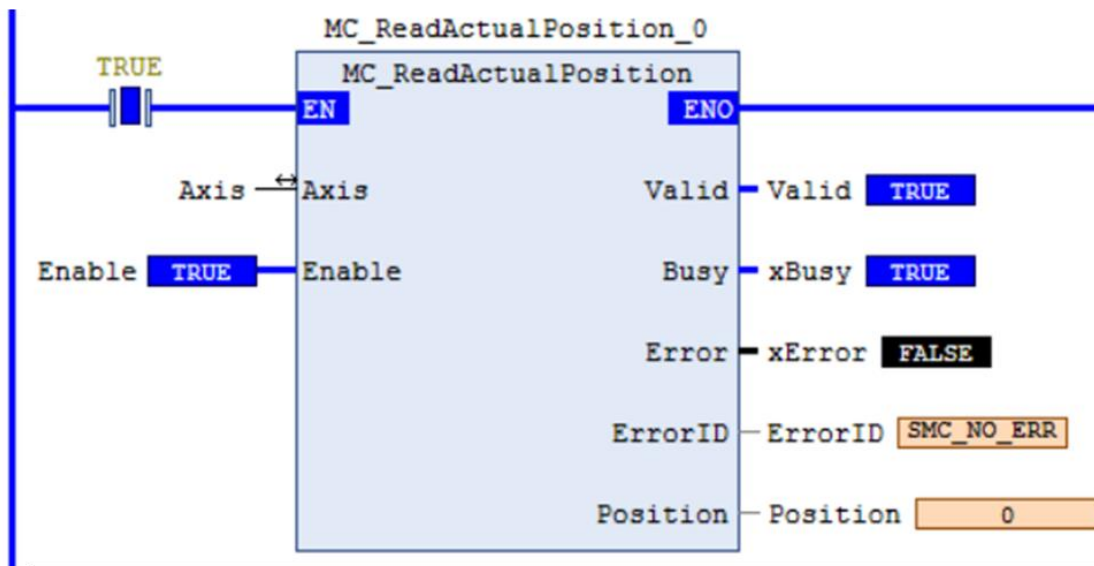 MC_ReadActualPosition_0
TRUE
MC_ReadActualPosition
EN ENO
Axis Axis Valid Valid TRUE
Enable TRUE Enable Busy xBusy TRUE
Error xError FALSE
ErrorID ErrorID SMC_NO_ERR
Position Position 0